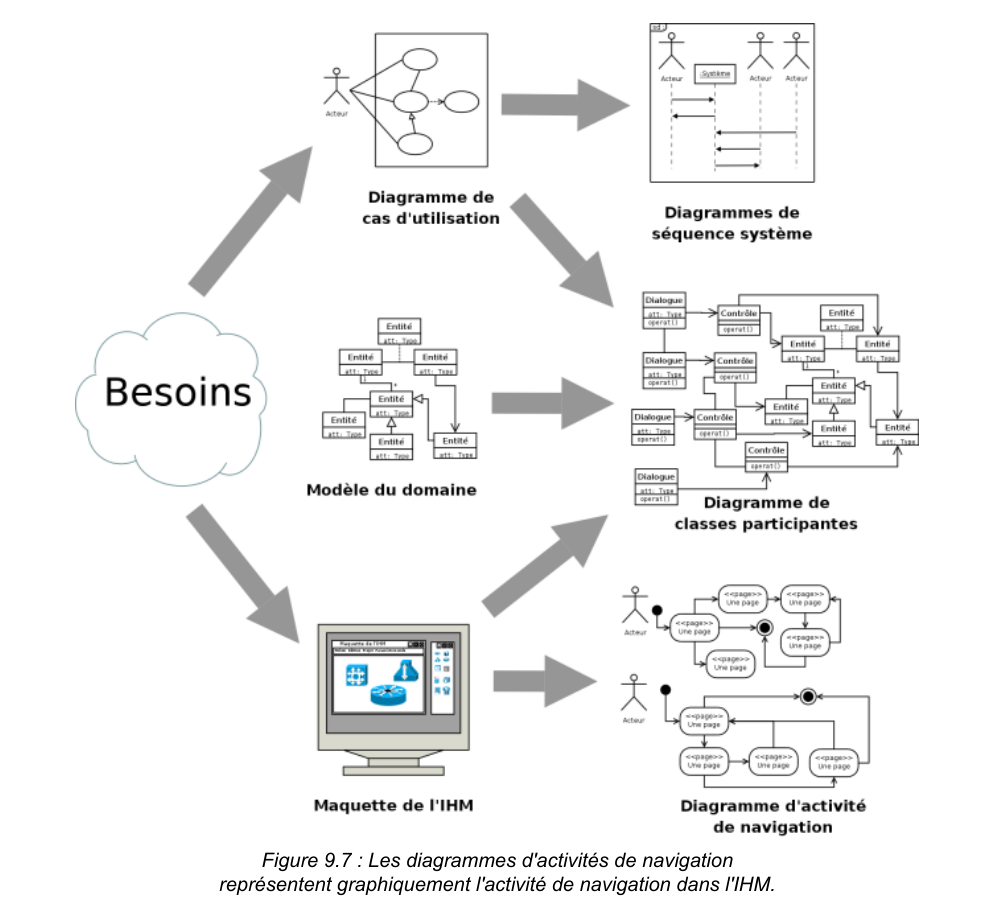 sd :
Acteur
Acteur
:Système
Acteur
Acteur
Diagramme de
cas d'utilisation
Diagrammes de
séquence système
Besoins
Entité
att: Type
Entité
att: Type
Entité
att: Type
1
*
Entité
att: Type
Entité
att: Type
Entité
att: Type
Entité
att: Type
Modèle du domaine
Dialogue
att: Type
operat()
Contrôle
operat()
Entité
att: Type
Entité
att: Type
Entité
att: Type
Dialogue
att: Type
operat()
Contrôle
operat()
1
*
Entité
att: Type
Entité
att: Type
Dialogue
att: Type
operat()
Contrôle
operat()
Entité
att: Type
Entité
att: Type
Contrôle
operat()
Dialogue
att: Type
operat()
Diagramme de
classes participantes
Maquette de l'IHM
Maquette de l'IHM
Acteur
<<page>>
Une page
<<page>>
Une page
<<page>>
Une page
<<page>>
Une page
<<page>>
Une page
Acteur
<<page>>
Une page
<<page>>
Une page
<<page>>
Une page
<<page>>
Une page
Diagramme d'activité
de navigation
Figure 9.7 : Les diagrammes d'activités de navigation
représentent graphiquement l'activité de navigation dans l'IHM.